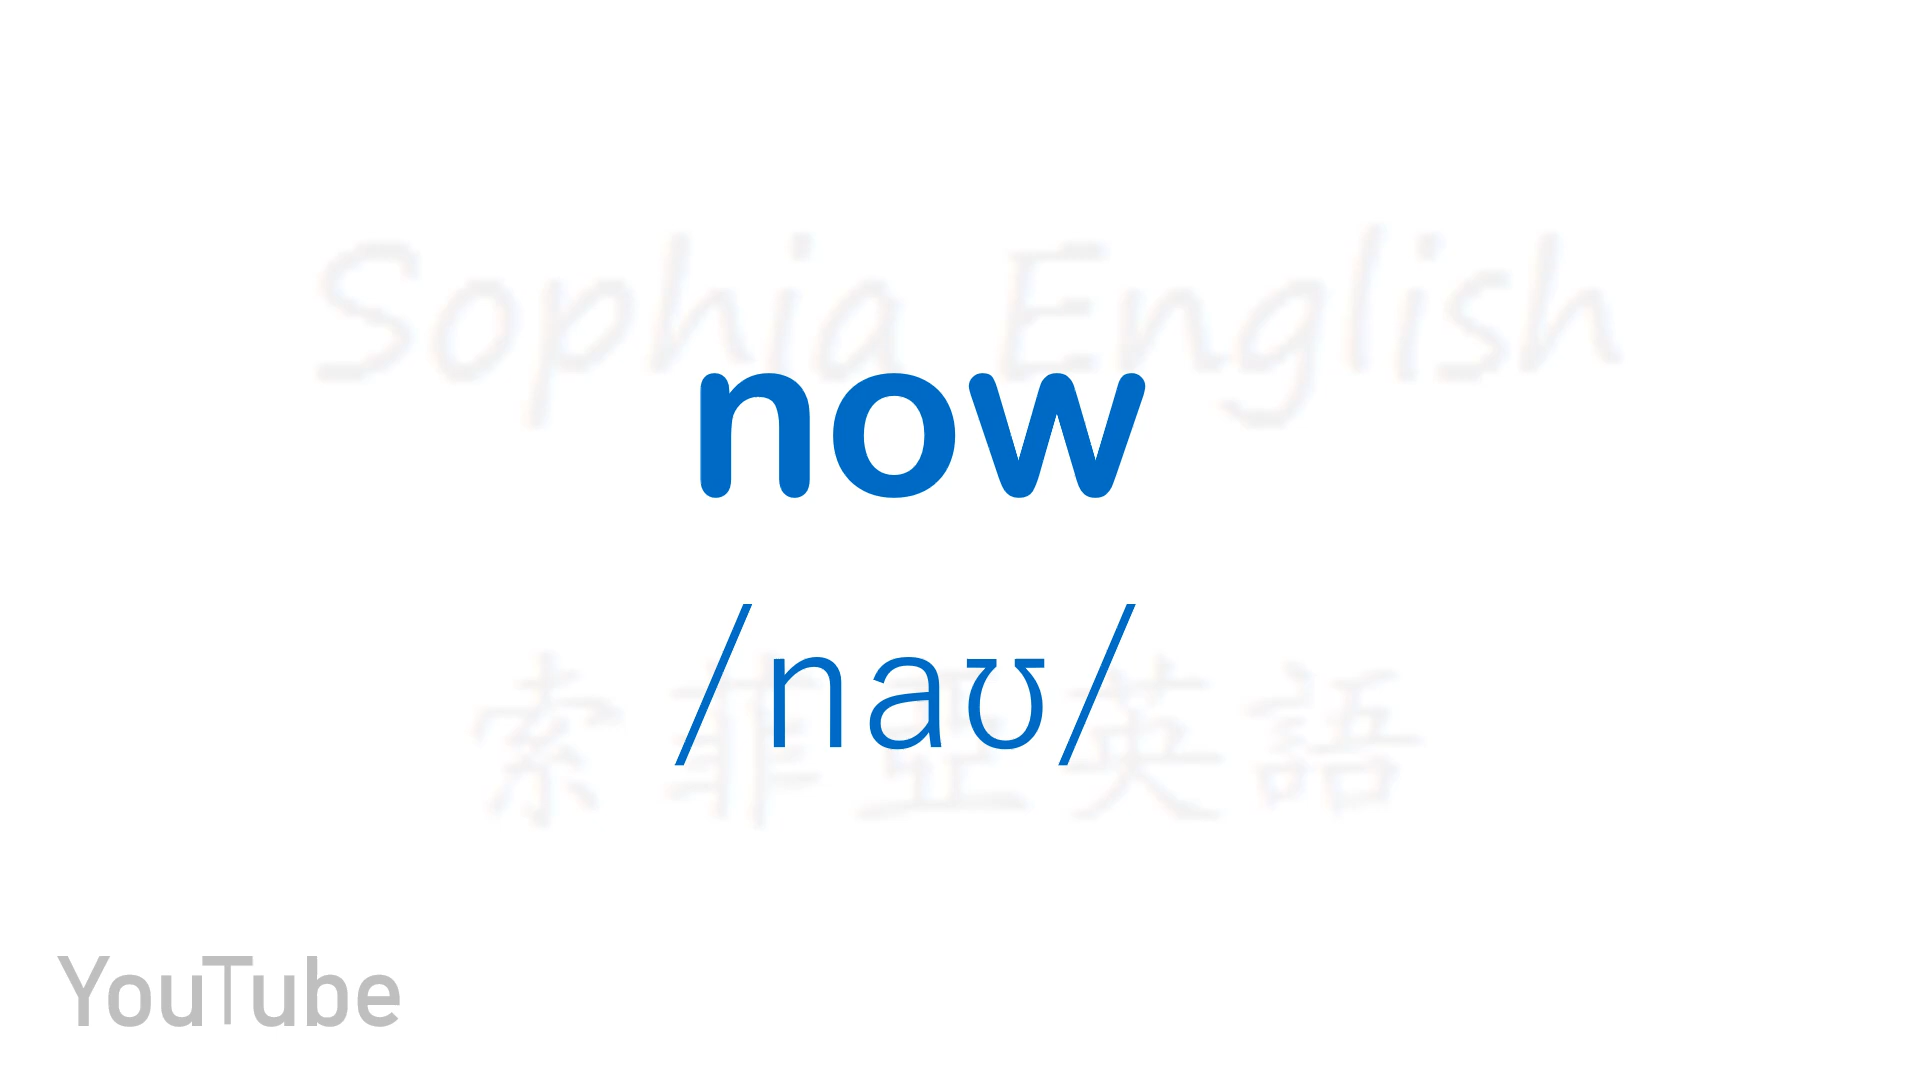 Sophia English
now
/naʊ/
索菲亞英語
YouTube